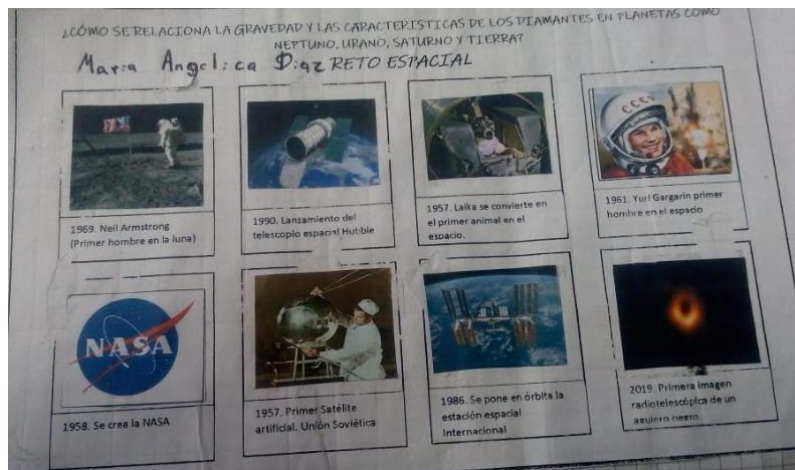 ¿CÓMO SE RELACIONA LA GRAVEDAD Y LAS CARACTERISTICAS DE LOS DIAMANTES EN PLANETAS COMO
NEPTUNO, URANO, SATURNO Y TIERRA?
Maria Angelica Diaz RETO ESPACIAL
CCCP
1969. Neil Armstrong
(Primer hombre en la luna)
1990. Lanzamiento del
telescopio espacial Hubble
1957. Laika se convierte en
el primer animal en el
espacio.
1961. Yuri Gargarin primer
hombre en el espacio
NASA
1958. Se crea la NASA
1957. Primer Satélite
artificial. Unión Soviética
1986. Se pone en órbita la
estación espacial
Internacional
2019. Primera imagen
radiotelescópica de un
agujero negro.